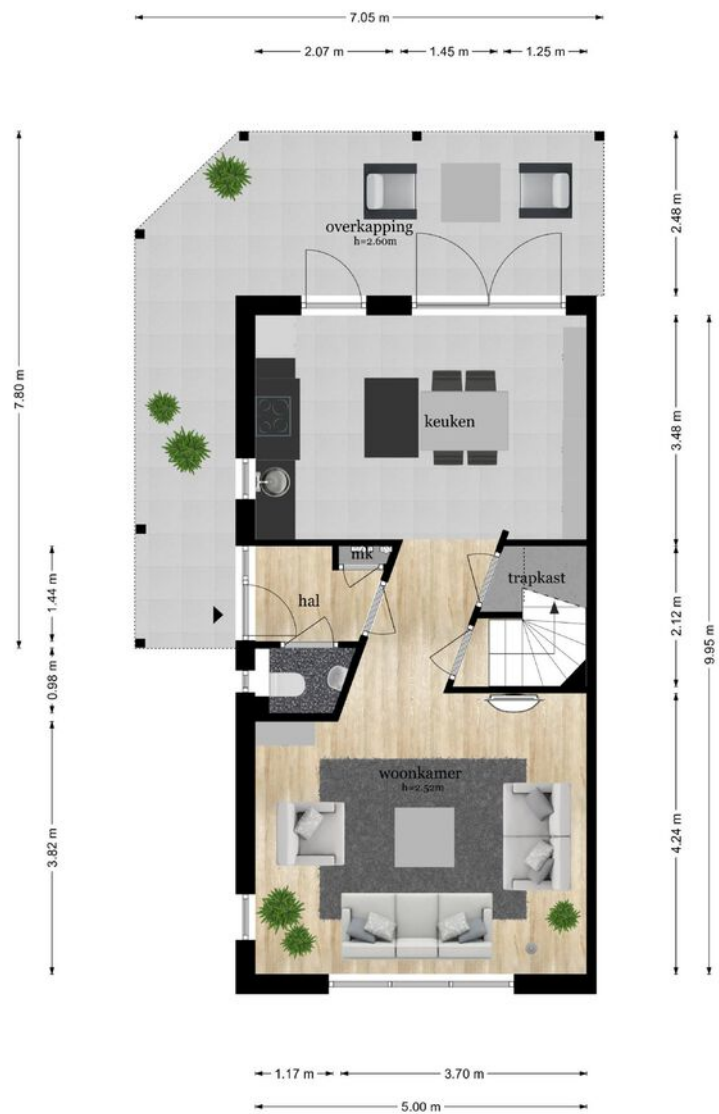 7.05 m
2.07 m
1.45 m
1.25 m
overkapping
h=2.60m
2.48 m
7.80 m
keuken
3.48 m
mk
trapkast
hal
1.44 m
2.12 m
9.95 m
0.98 m
woonkamer
h=2.52m
3.82 m
4.24 m
1.17 m
3.70 m
5.00 m